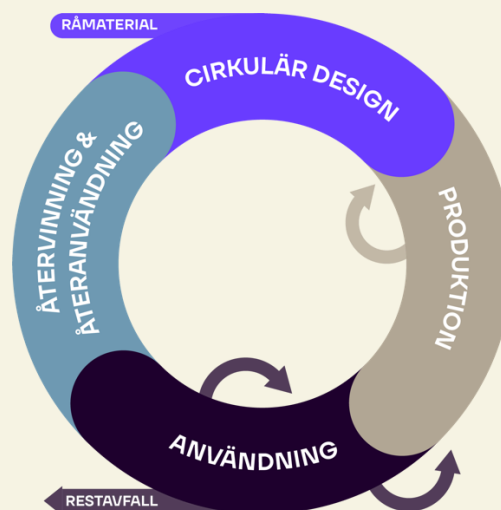 RÅMATERIAL
CIRKULÄR DESIGN
PRODUKTION
ANVÄNDNING
ÅTERVINNING &
ÅTERANVÄNDNING
RESTAVFALL